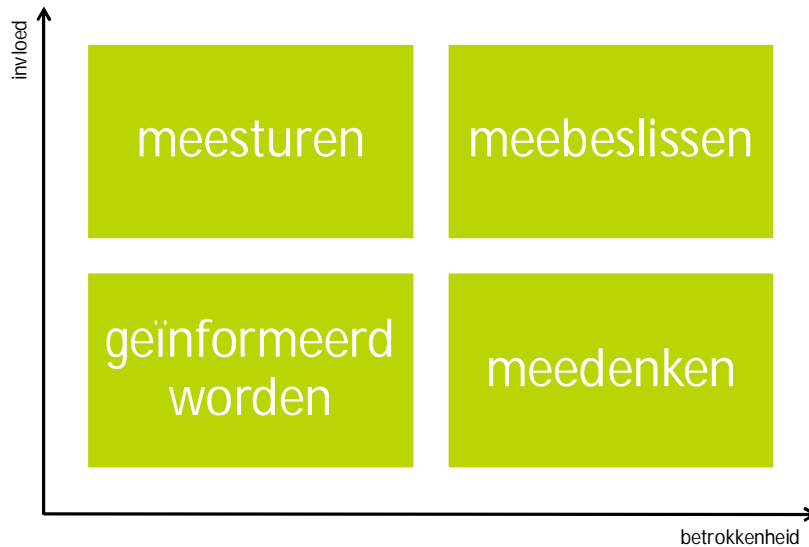 invloed
meesturen
meebeslissen
geïnformeerd
worden
meedenken
betrokkenheid